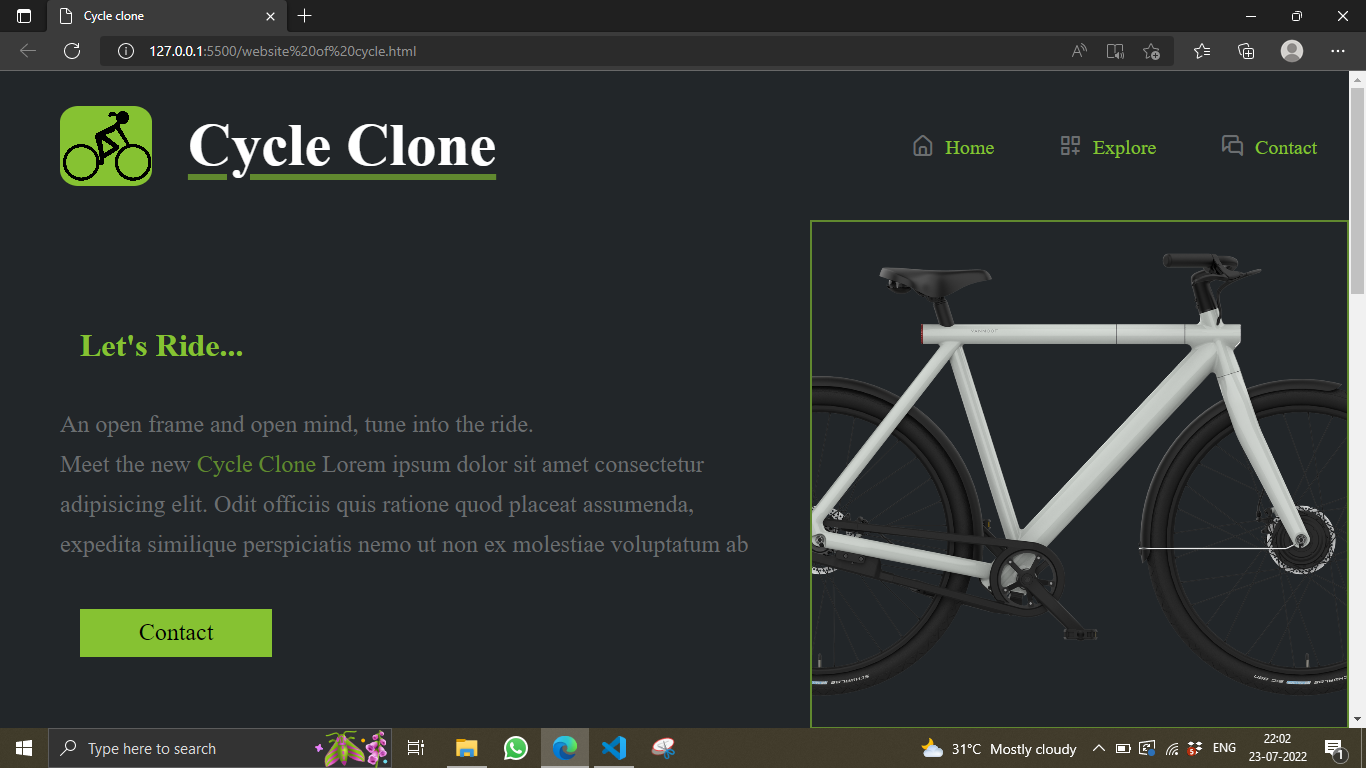 Cycle clone
127.0.0.1:5500/website%20of%20cycle.html
Cycle Clone
Home
Explore
Contact
Let's Ride...
An open frame and open mind, tune into the ride.
Meet the new Cycle Clone Lorem ipsum dolor sit amet consectetur
adipisicing elit. Odit officiis quis ratione quod placeat assumenda,
expedita similique perspiciatis nemo ut non ex molestiae voluptatum ab
Contact
VANMOOF
Type here to search
31°C Mostly cloudy
ENG
22:02
23-07-2022
1